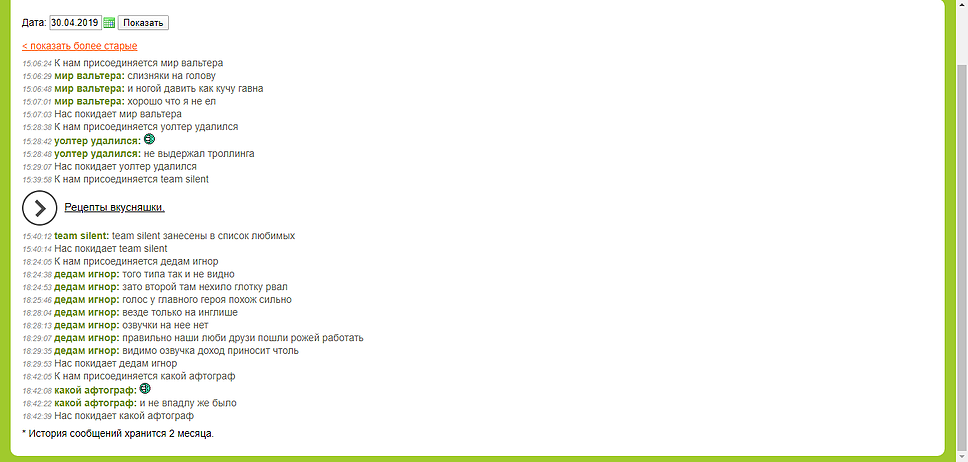 Дата: 30.04.2019 Показать
< показать более старые
15:06:24 К нам присоединяется мир вальтера
15:06:29 мир вальтера: слизняки на голову
15:06:48 мир вальтера: и ногой давить как кучу гавна
15:07:01 мир вальтера: хорошо что я не ел
15:07:03 Нас покидает мир вальтера
15:28:38 К нам присоединяется уолтер удалился
15:28:42 уолтер удалился:
15:28:48 уолтер удалился: не выдержал троллинга
15:29:07 Нас покидает уолтер удалился
15:39:58 К нам присоединяется team silent
Рецепты вкусняшки.
15:40:12 team silent: team silent занесены в список любимых
15:40:14 Нас покидает team silent
18:24:05 К нам присоединяется дедам игнор
18:24:38 дедам игнор: того типа так и не видно
18:24:53 дедам игнор: зато второй там нехило глотку рвал
18:25:46 дедам игнор: голос у главного героя похож сильно
18:28:04 дедам игнор: везде только на инглише
18:28:13 дедам игнор: озвучки на нее нет
18:29:07 дедам игнор: правильно наши люби друзи пошли рожей работать
18:29:35 дедам игнор: видимо озвучка доход приносит чтоль
18:29:53 Нас покидает дедам игнор
18:42:05 К нам присоединяется какой афтограф
18:42:08 какой афтограф:
18:42:22 какой афтограф: и не впадлу же было
18:42:39 Нас покидает какой афтограф
* История сообщений хранится 2 месяца.